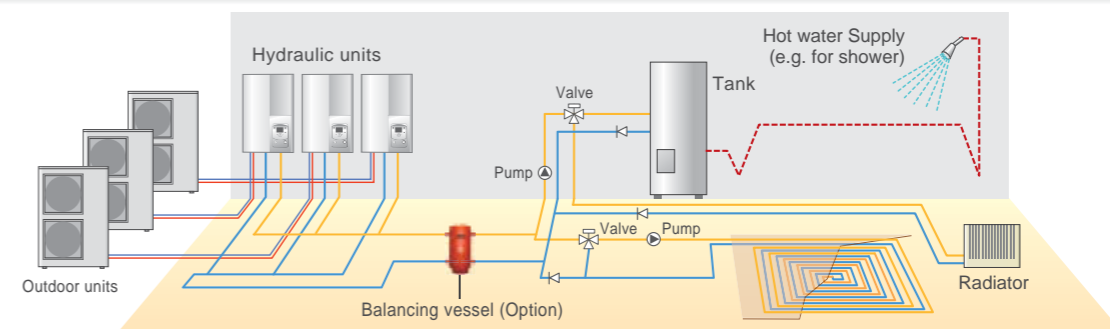 Hydraulic units
Hot water Supply
(e.g. for shower)
Tank
Valve
Pump
Valve
Pump
Outdoor units
Balancing vessel (Option)
Radiator